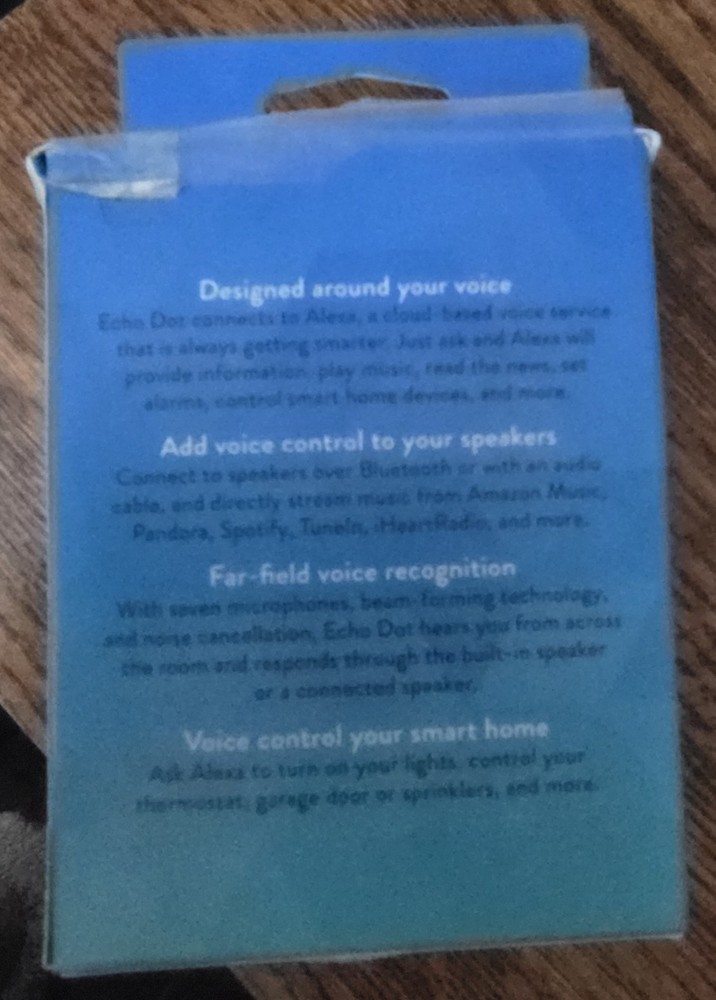 Designed around your voice
Echo Dot connects to Alexa, a cloud-based voice service
that is always getting smarter. Just ask and Alexa will
provide information, play music, read the news, set
alarms, control smart home devices, and more.
Add voice control to your speakers
Connect to speakers over Bluetooth or with an audio
cable, and directly stream music from Amazon Music,
Pandora, Spotify, TuneIn, iHeartRadio, and more.
Far-field voice recognition
With seven microphones, beam-forming technology,
and noise cancellation, Echo Dot hears you from across
the room and responds through the built-in speaker
or a connected speaker.
Voice control your smart home
Ask Alexa to turn on your lights, control your
thermostat, garage door or sprinklers, and more.